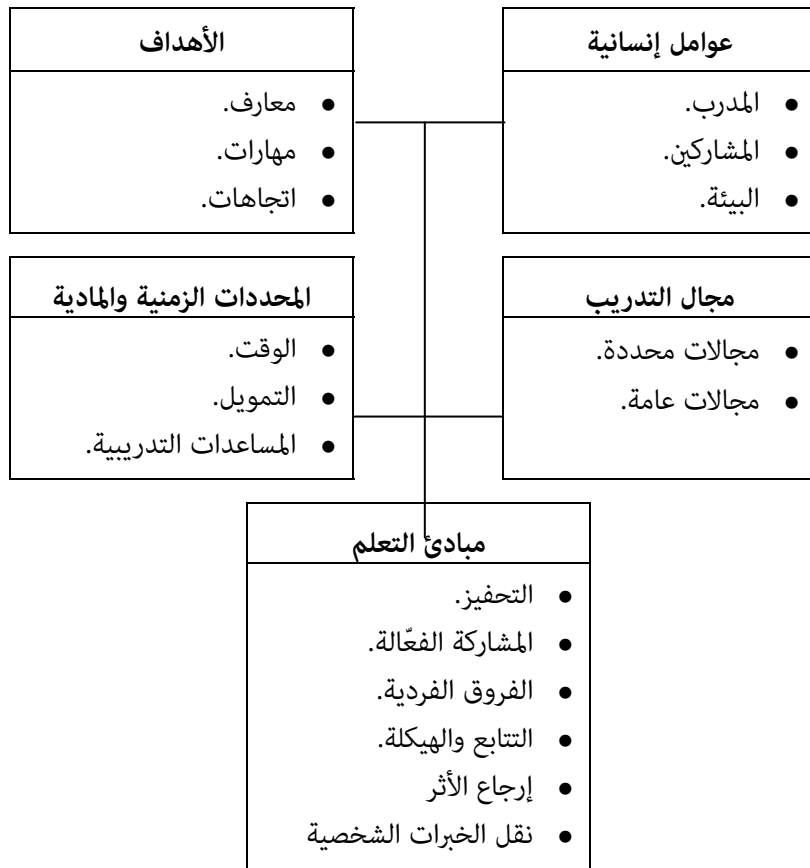 عوامل إنسانية
● المدرب.
● المشاركين.
● البيئة.
الأهداف
● معارف.
● مهارات.
● اتجاهات.
مجال التدريب
● مجالات محددة.
● مجالات عامة.
المحددات الزمنية والمادية
● الوقت.
● التمويل.
● المساعدات التدريبية.
مبادئ التعلم
● التحفيز.
● المشاركة الفعّالة.
● الفروق الفردية.
● التتابع والهيكلة.
● إرجاع الأثر
● نقل الخبرات الشخصية